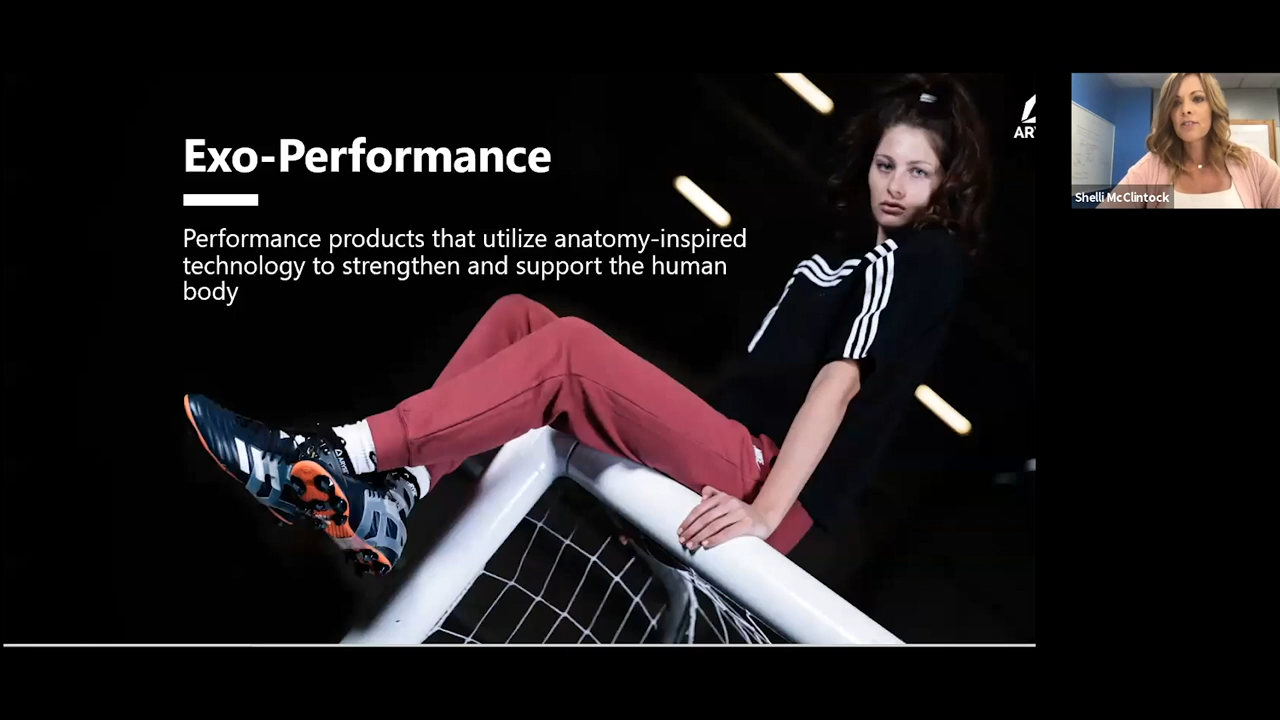 Exo-Performance
Performance products that utilize anatomy-inspired
technology to strengthen and support the human
body
Shelli McClintock